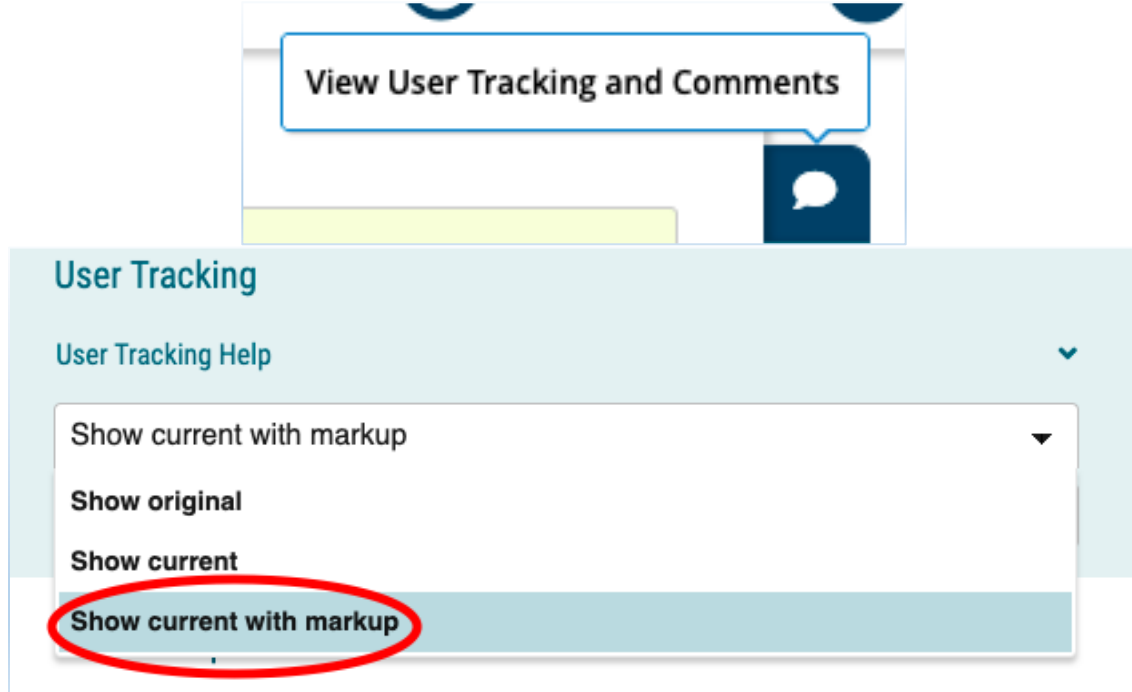 View User Tracking and Comments
User Tracking
User Tracking Help
Show current with markup
Show original
Show current
Show current with markup